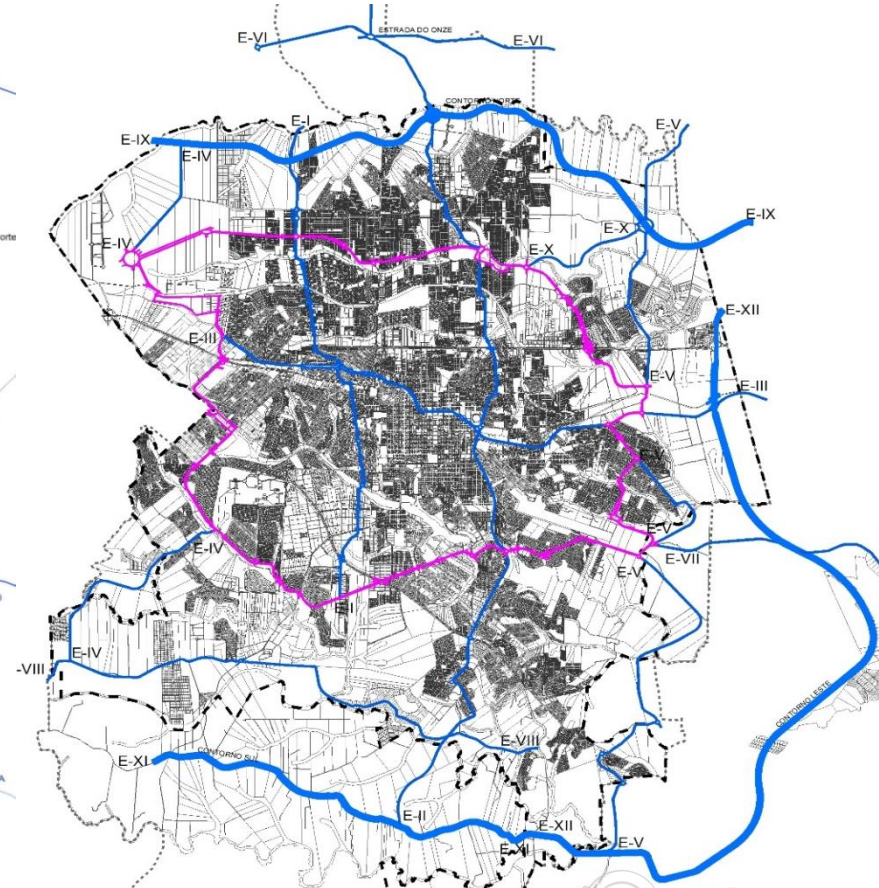 E-VI
ESTRADA DO ONZE
E-VI
CONTORNO NORTE
E-I
E-V
E-IX
E-IV
E-IX
E-X
E-IV
E-X
orte
E-XII
E-III
E-V
E-III
E-V
E-IV
E-V
E-VII
E-V
E-I
E-IV
-VIII
CONTORNO LESTE
E-VIII
CONTORNO SUL
E-XI
E-II
E-XII
E-XI
E-V
A